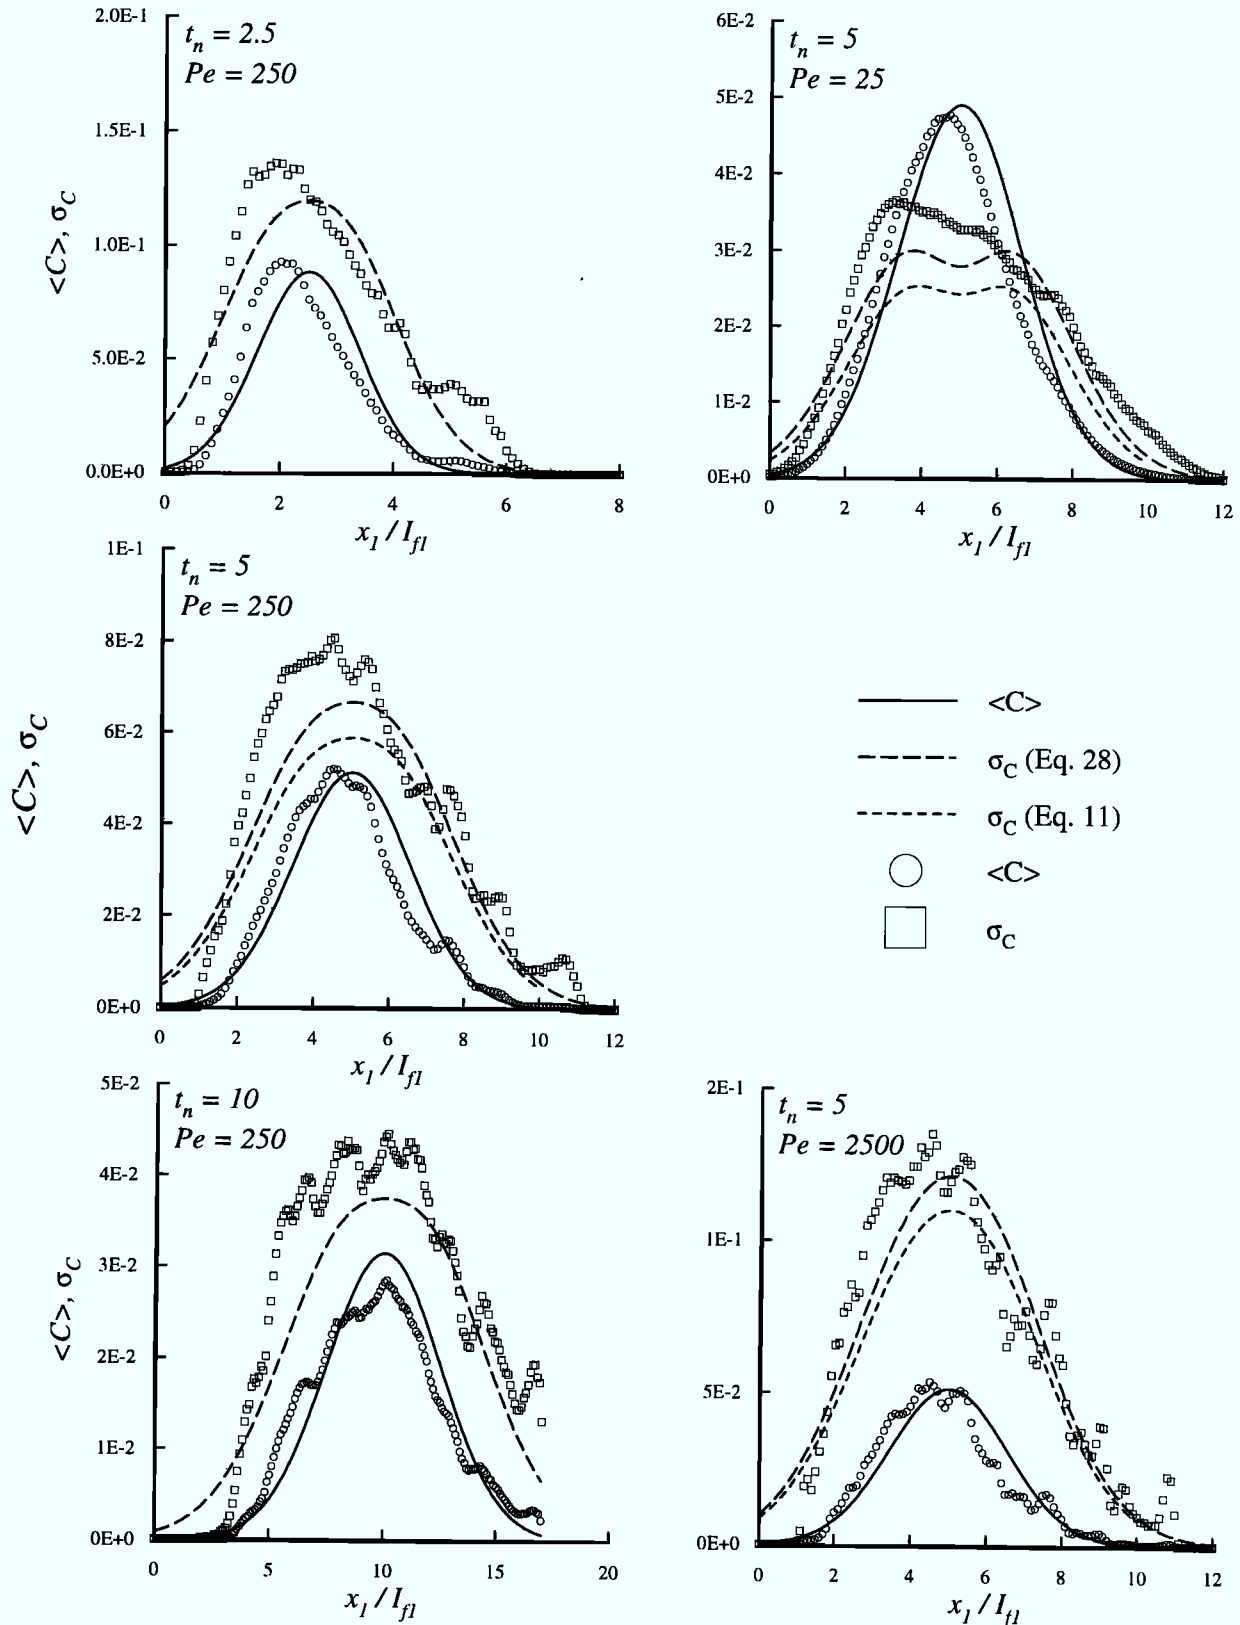 t_n = 2.5
Pe = 250
2.0E-1
1.5E-1
1.0E-1
5.0E-2
0.0E+0
<C>, σ_C
0 2 4 6 8
x_1 / I_f1
t_n = 5
Pe = 25
6E-2
5E-2
4E-2
3E-2
2E-2
1E-2
0E+0
0 2 4 6 8 10 12
x_1 / I_f1
t_n = 5
Pe = 250
1E-1
8E-2
6E-2
4E-2
2E-2
0E+0
<C>, σ_C
0 2 4 6 8 10 12
x_1 / I_f1
<C>
σ_C (Eq. 28)
σ_C (Eq. 11)
<C>
σ_C
t_n = 10
Pe = 250
5E-2
4E-2
3E-2
2E-2
1E-2
0E+0
<C>, σ_C
0 5 10 15 20
x_1 / I_f1
t_n = 5
Pe = 2500
2E-1
1E-1
5E-2
0E+0
0 2 4 6 8 10 12
x_1 / I_f1